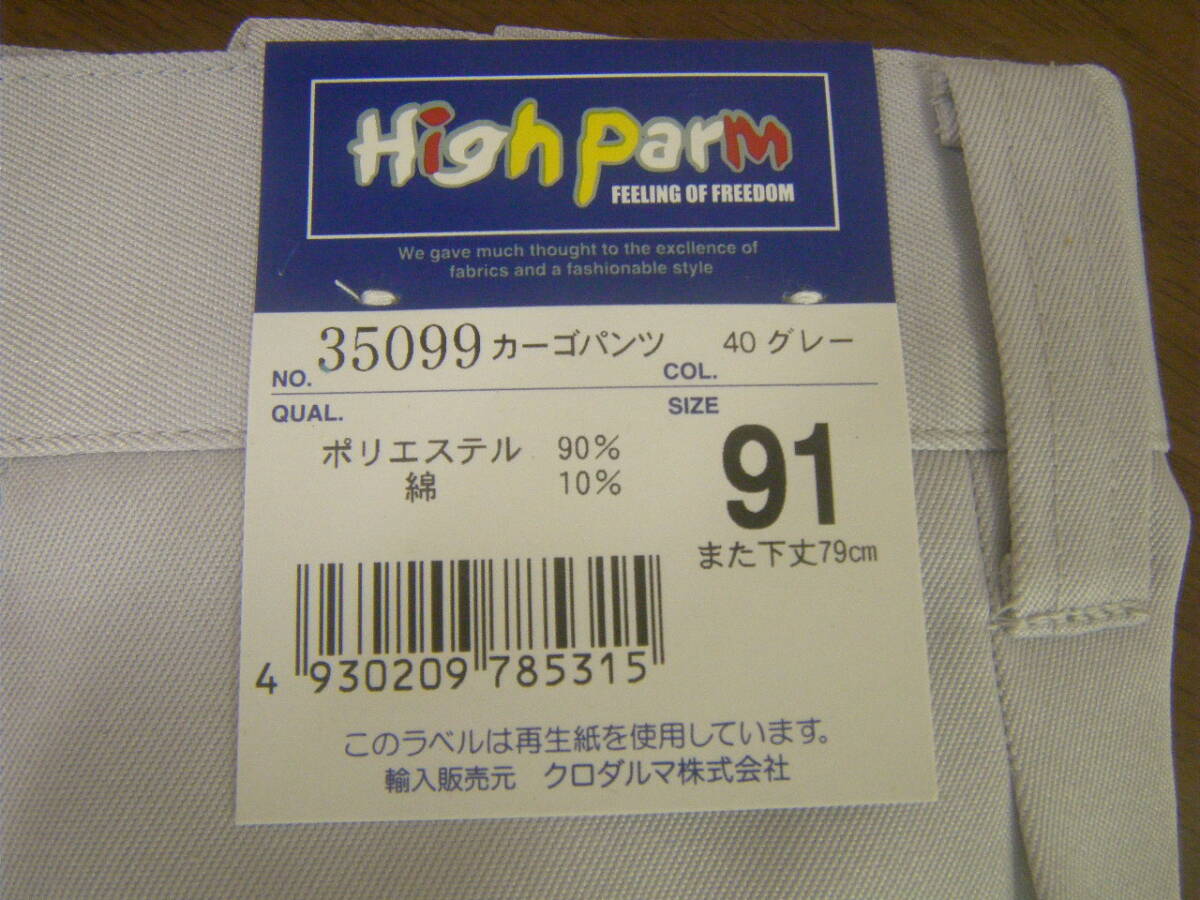 High Parm
FEELING OF FREEDOM
We gave much thought to the excllence of
fabrics and a fashionable style
NO. 35099 カーゴパンツ COL. 40 グレー
QUAL. SIZE
ポリエステル 90%
綿 10%
91
また下丈79cm
4 930209 785315
このラベルは再生紙を使用しています。
輸入販売元 クロダルマ株式会社